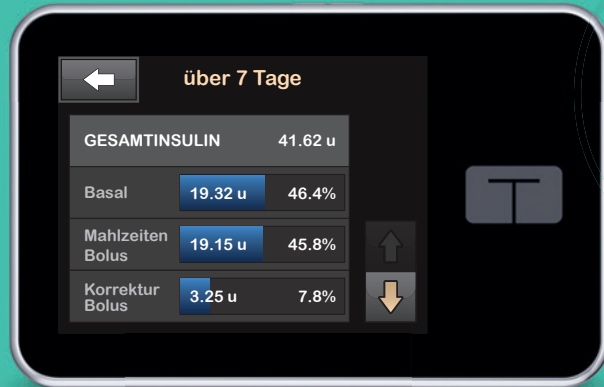 über 7 Tage
GESAMTINSULIN 41.62 u
Basal 19.32 u 46.4%
Mahlzeiten
Bolus 19.15 u 45.8%
Korrektur
Bolus 3.25 u 7.8%